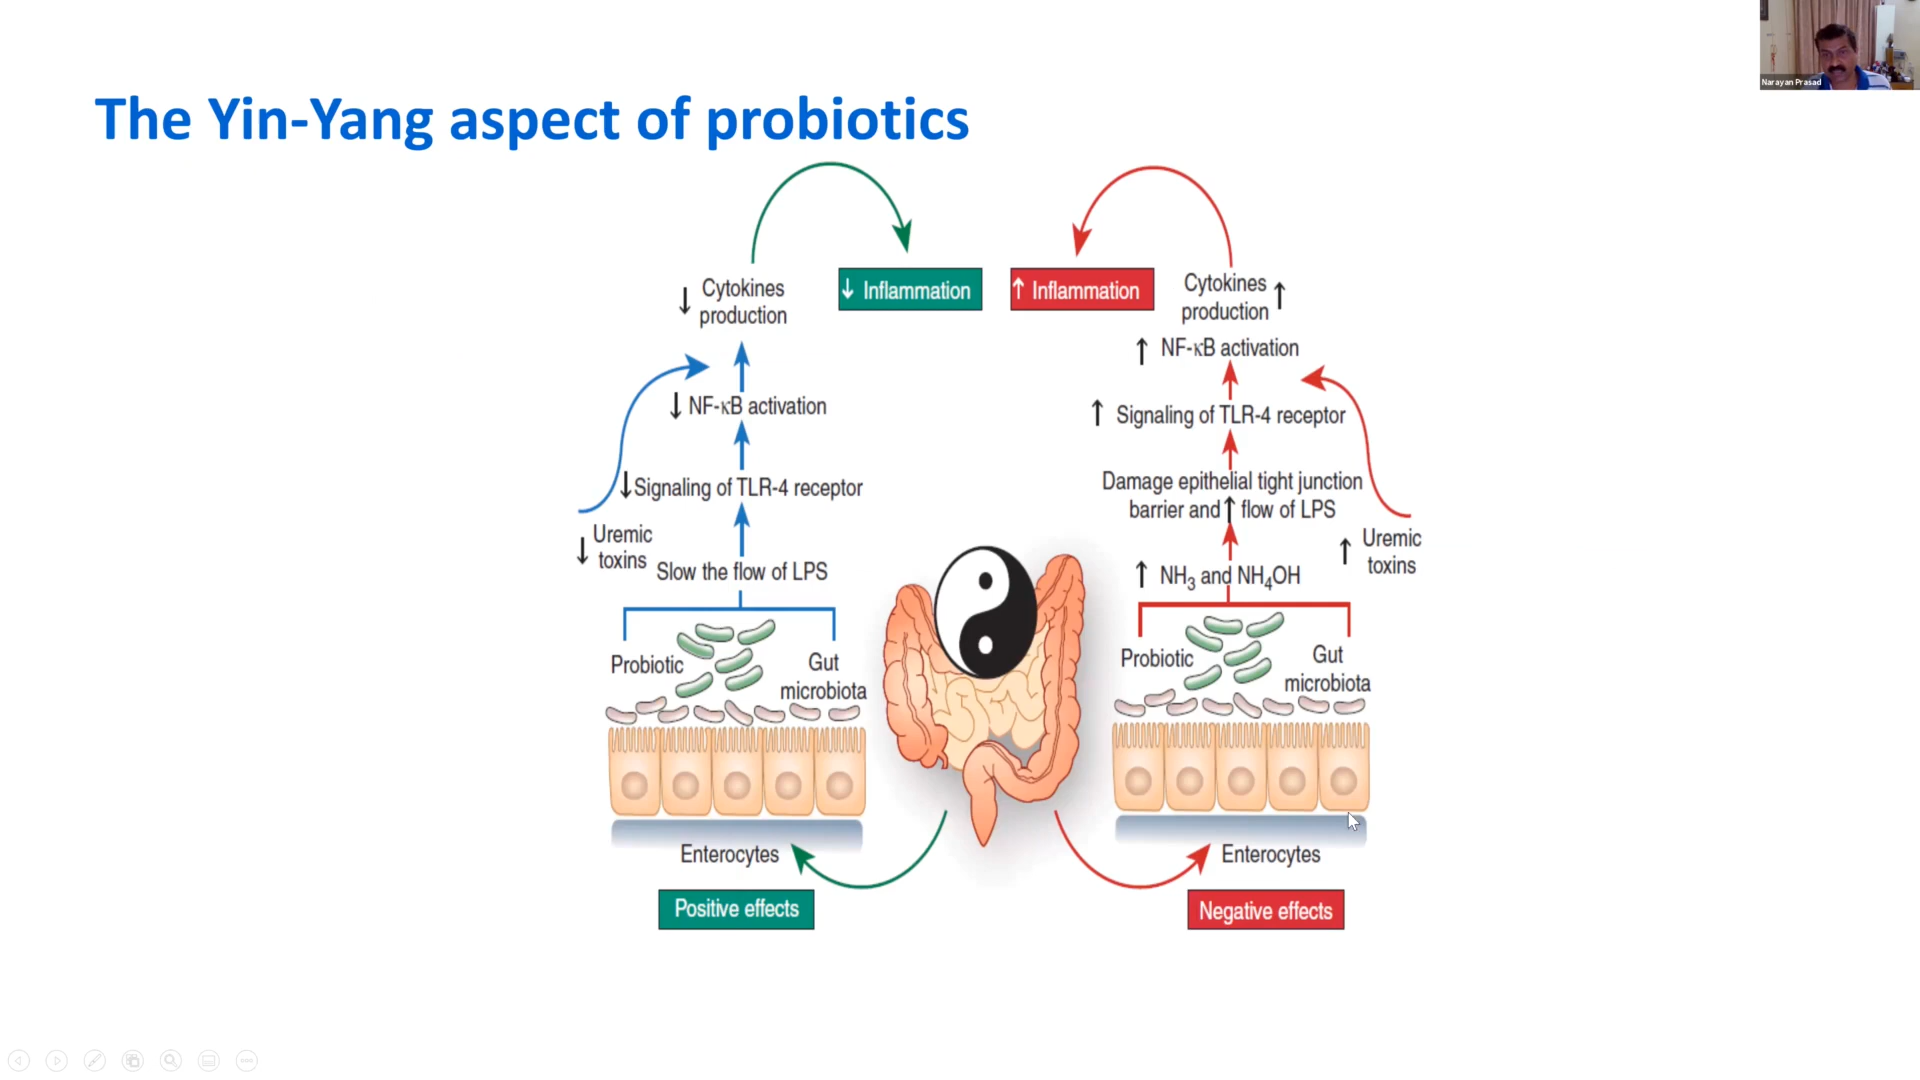 Narayan Prasad
The Yin-Yang aspect of probiotics
↓ Cytokines
production
↓ Inflammation
↑ Inflammation
Cytokines ↑
production
↓ NF-κB activation
↑ NF-κB activation
↓ Signaling of TLR-4 receptor
↑ Signaling of TLR-4 receptor
Damage epithelial tight junction
barrier and ↑ flow of LPS
↓ Uremic
toxins
↑ Uremic
toxins
Slow the flow of LPS
↑ NH3 and NH4OH
Probiotic
Gut
microbiota
Probiotic
Gut
microbiota
Enterocytes
Enterocytes
Positive effects
Negative effects